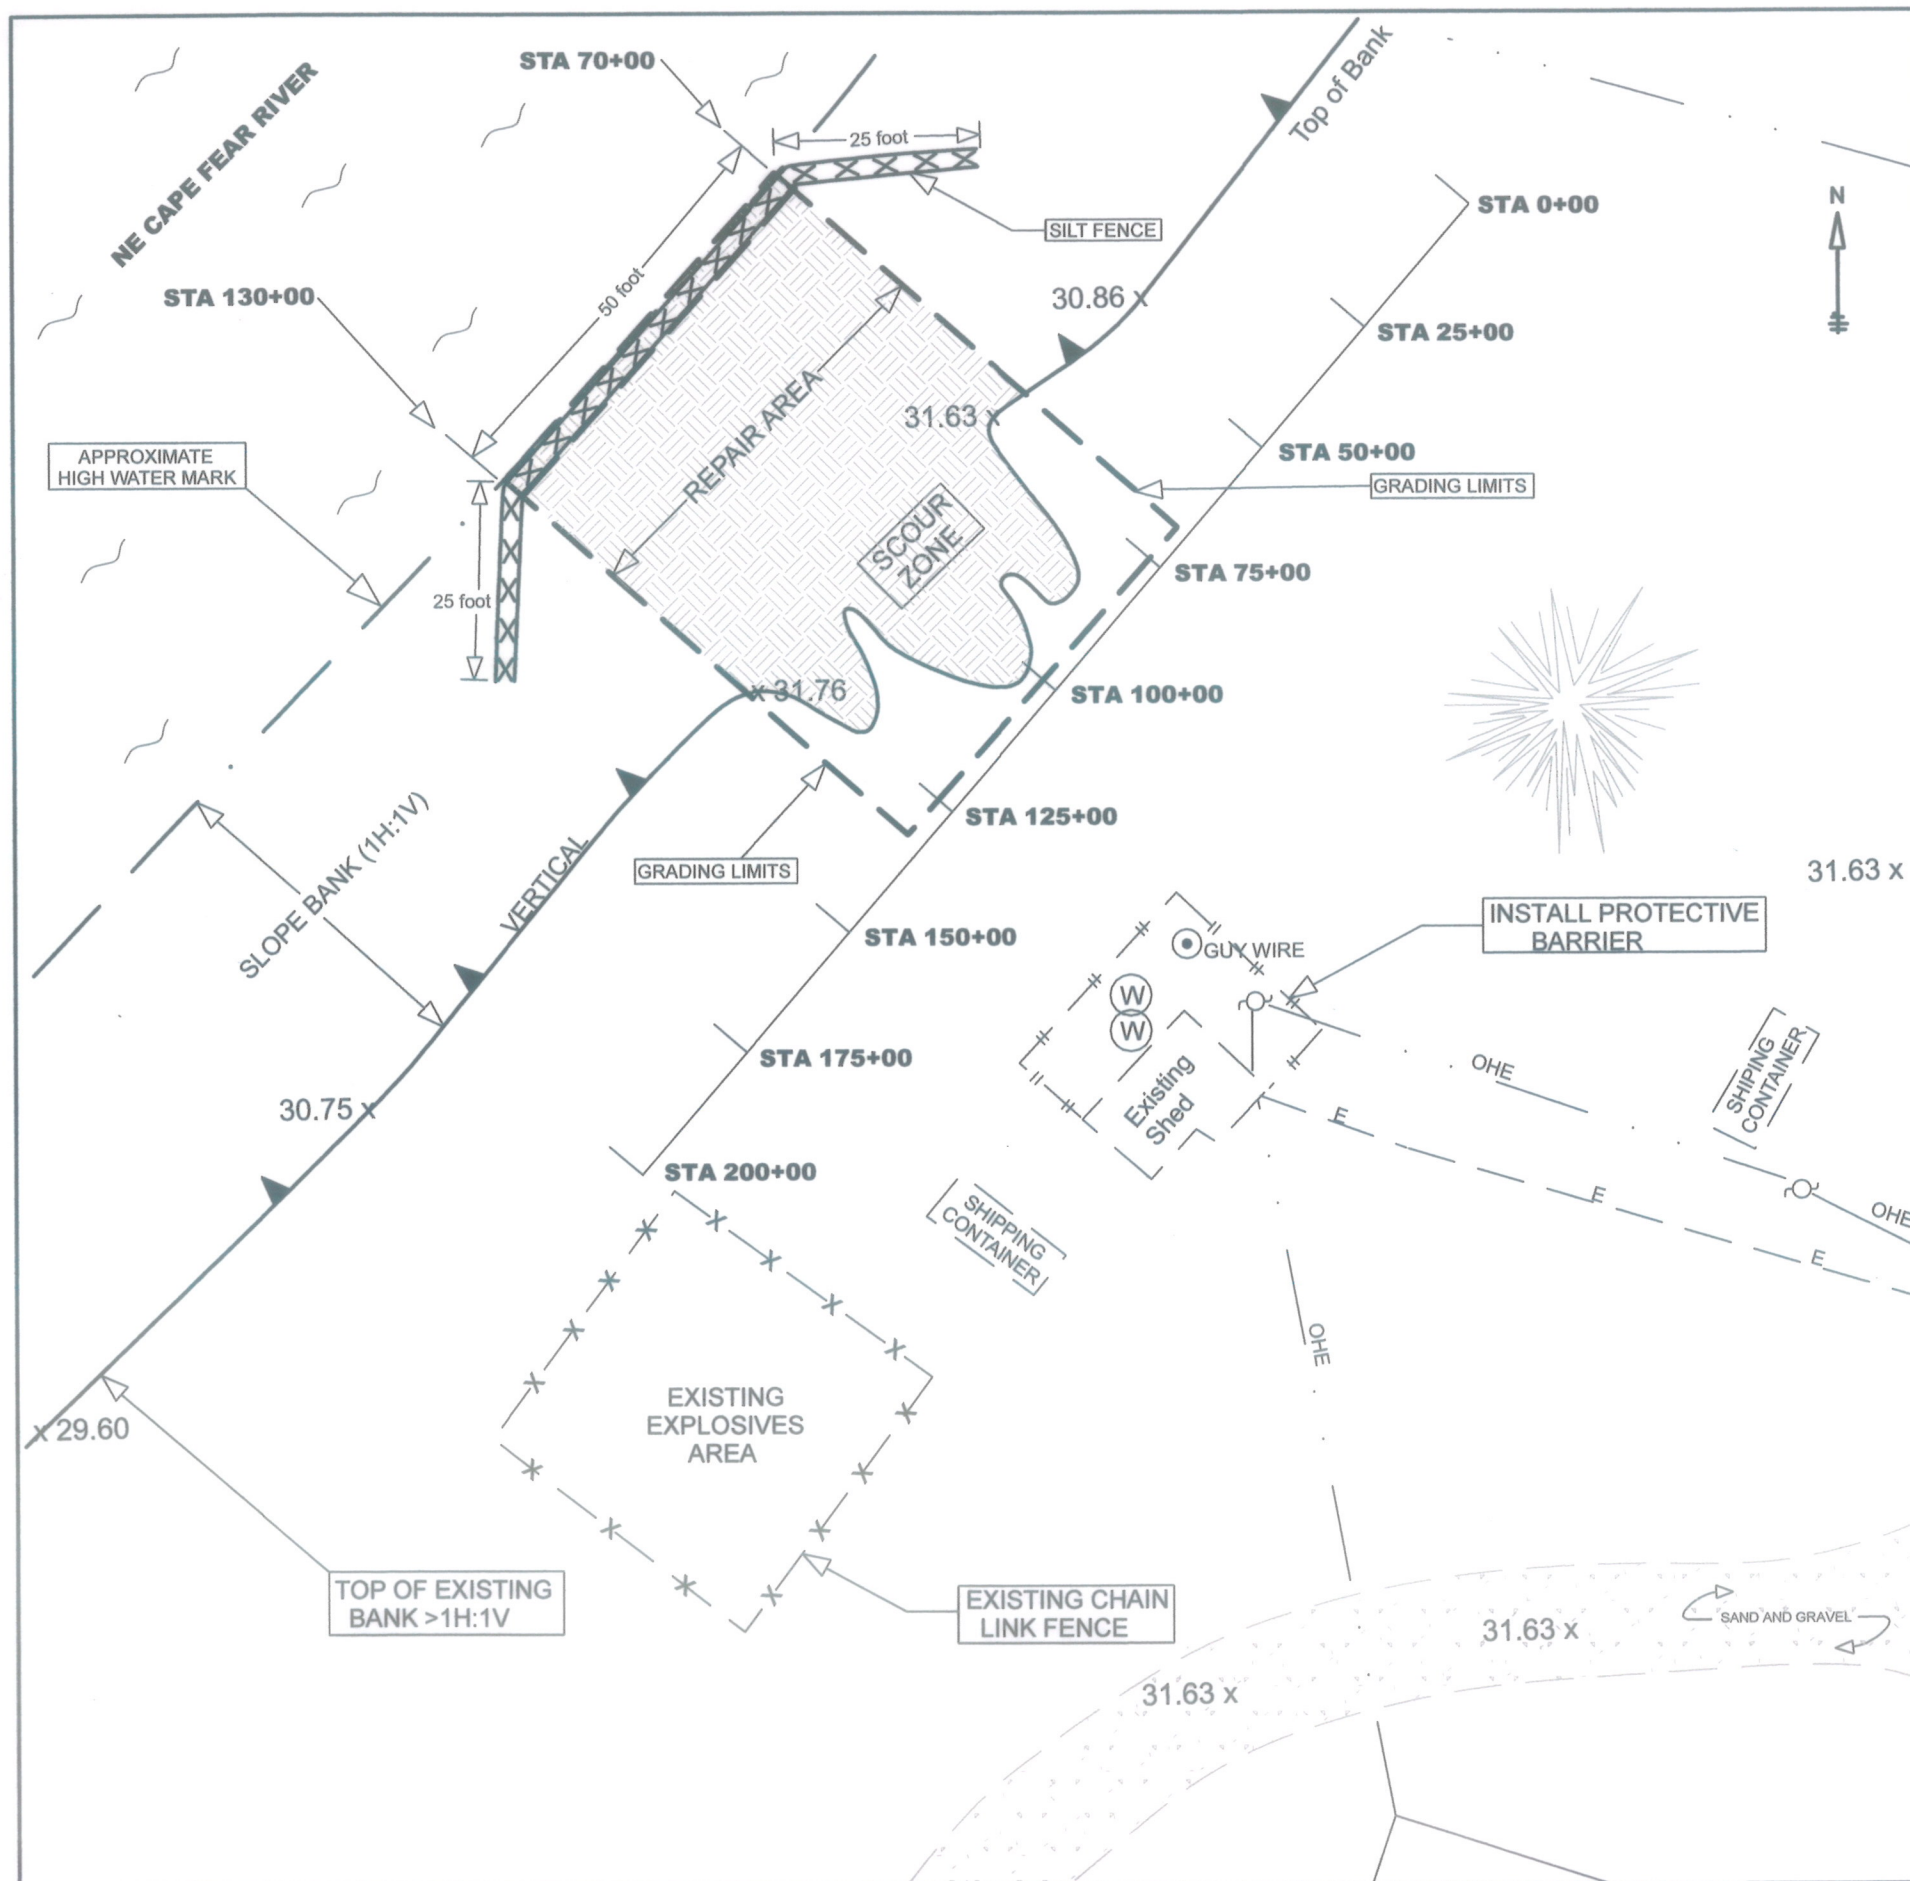 STA 70+00
Top of Bank
25 foot
NE CAPE FEAR RIVER
N
STA 0+00
SILT FENCE
50 foot
STA 130+00
30.86 x
STA 25+00
REPAIR AREA
31.63 x
STA 50+00
APPROXIMATE
HIGH WATER MARK
GRADING LIMITS
SCOUR
ZONE
STA 75+00
25 foot
x 31.76
STA 100+00
SLOPE BANK (1H:1V)
VERTICAL
STA 125+00
GRADING LIMITS
31.63 x
INSTALL PROTECTIVE
BARRIER
STA 150+00
GUY WIRE
W
W
STA 175+00
Existing
Shed
OHE
SHIPING
CONTAINER
30.75 x
E
STA 200+00
SHIPPING
CONTAINER
E
OHE
E
OHE
EXISTING
EXPLOSIVES
AREA
x 29.60
TOP OF EXISTING
BANK >1H:1V
EXISTING CHAIN
LINK FENCE
31.63 x
SAND AND GRAVEL
31.63 x